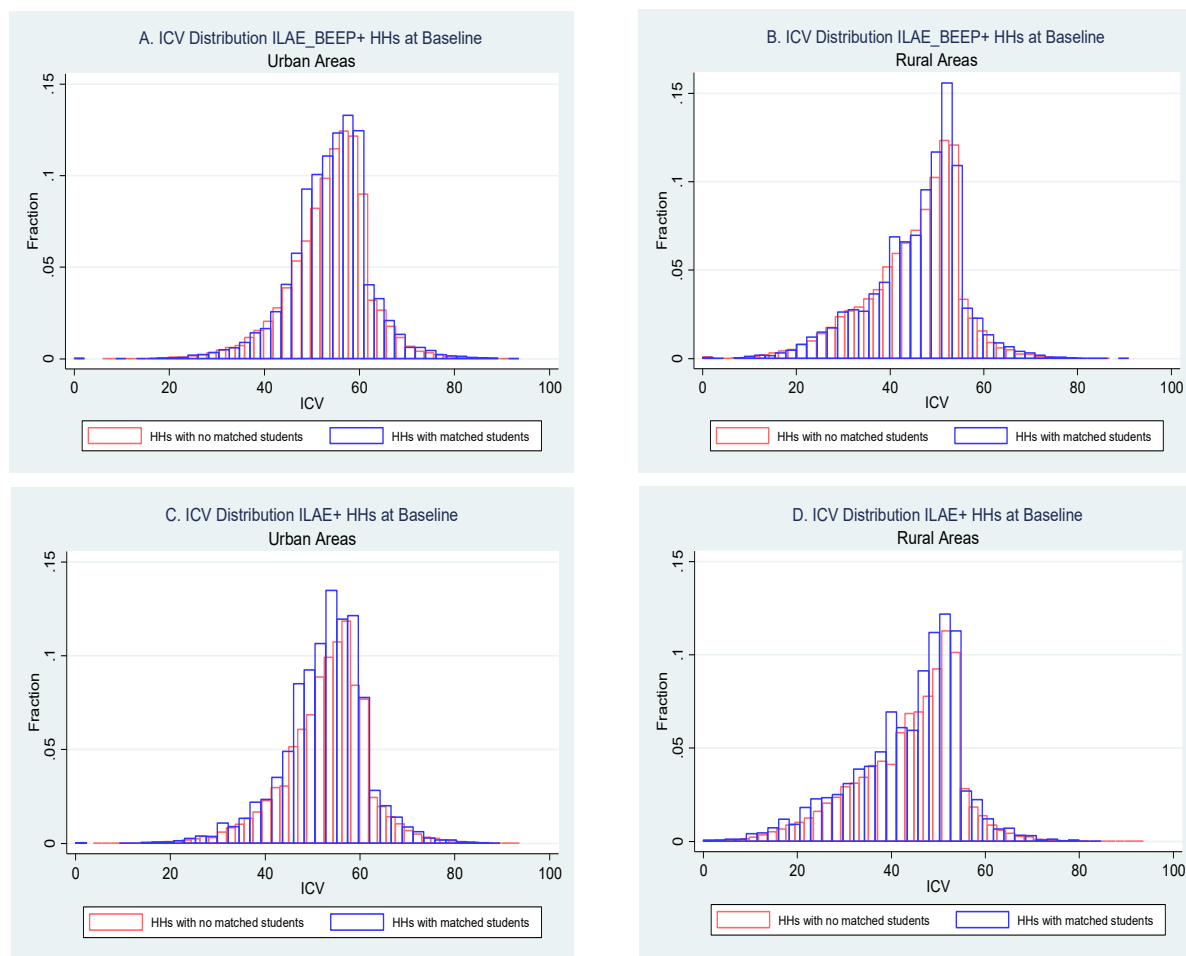 A. ICV Distribution ILAE_BEEP+ HHs at Baseline
Urban Areas
Fraction
.15
.1
.05
0
0 20 40 60 80 100
ICV
HHs with no matched students HHs with matched students
B. ICV Distribution ILAE_BEEP+ HHs at Baseline
Rural Areas
Fraction
.15
.1
.05
0
0 20 40 60 80 100
ICV
HHs with no matched students HHs with matched students
C. ICV Distribution ILAE+ HHs at Baseline
Urban Areas
Fraction
.15
.1
.05
0
0 20 40 60 80 100
ICV
HHs with no matched students HHs with matched students
D. ICV Distribution ILAE+ HHs at Baseline
Rural Areas
Fraction
.15
.1
.05
0
0 20 40 60 80 100
ICV
HHs with no matched students HHs with matched students